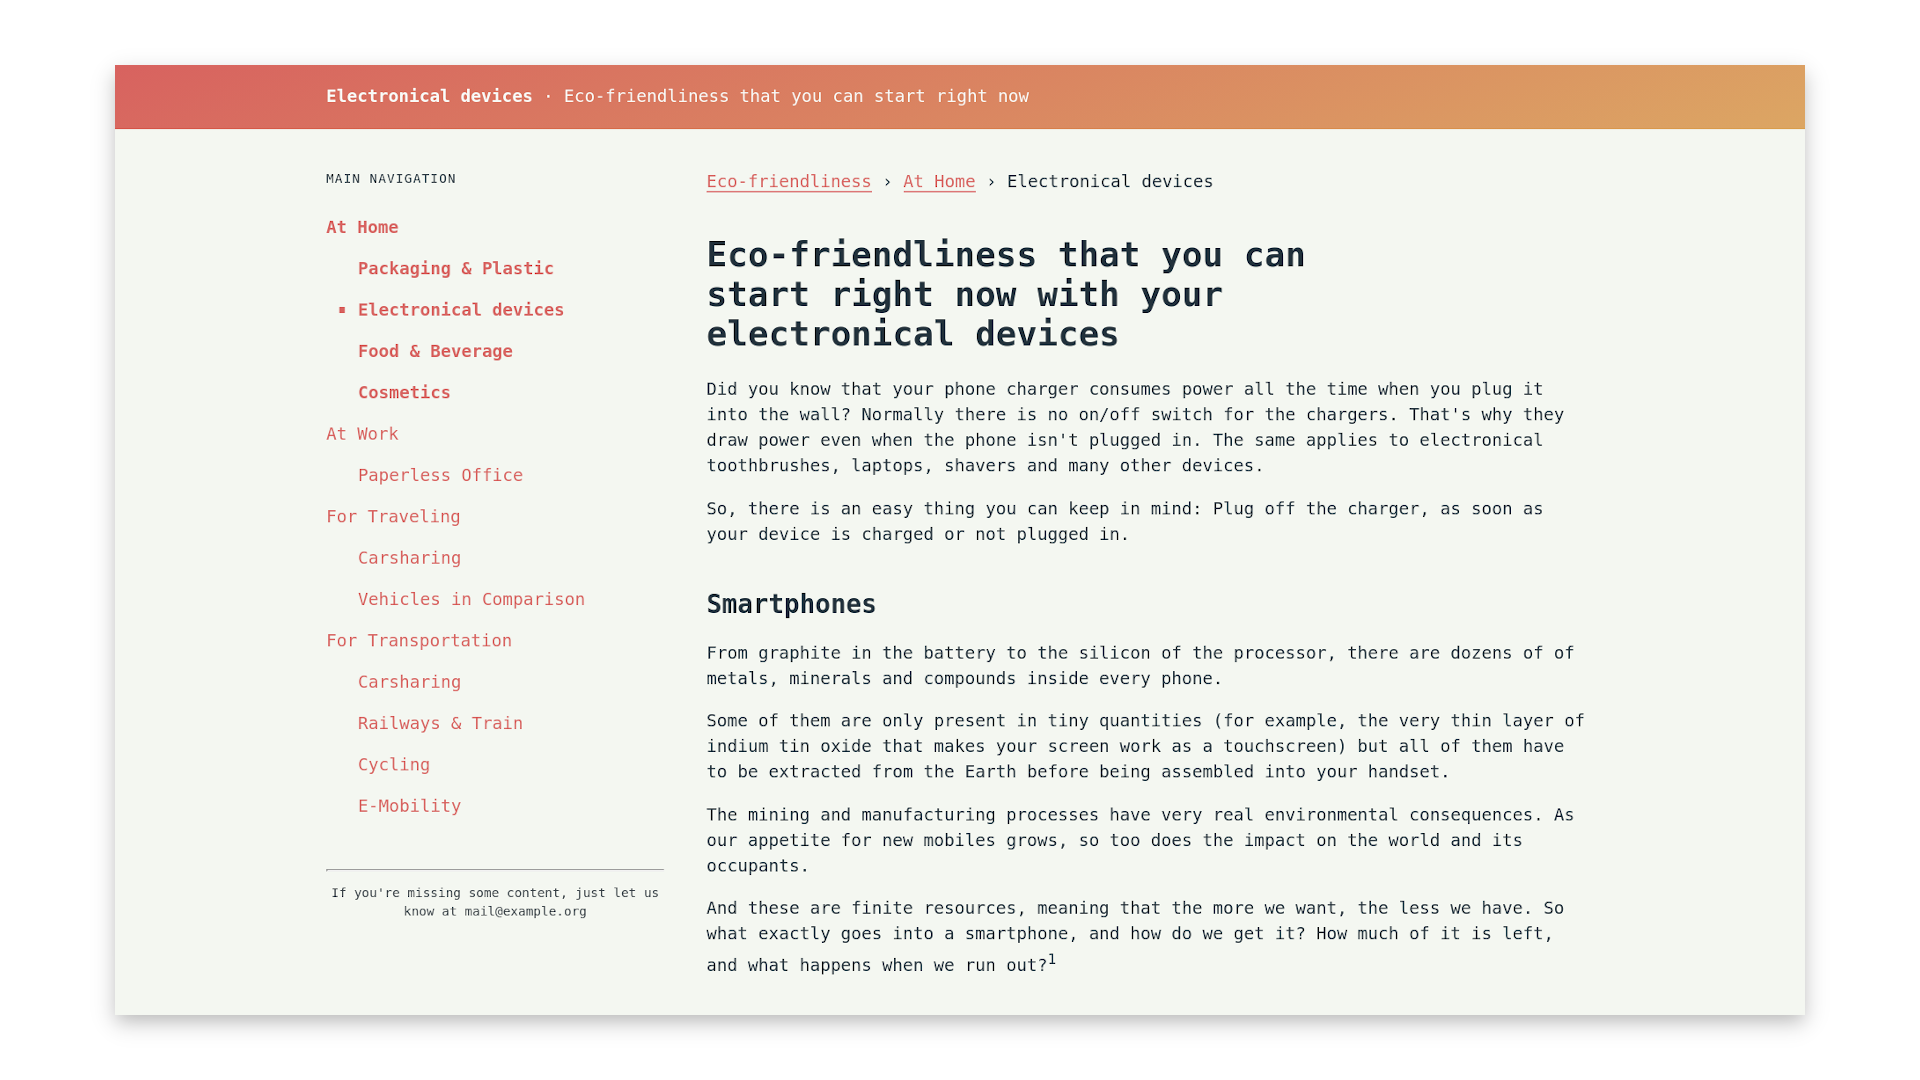 Electronical devices · Eco-friendliness that you can start right now
MAIN NAVIGATION
At Home
Packaging & Plastic
▪ Electronical devices
Food & Beverage
Cosmetics
At Work
Paperless Office
For Traveling
Carsharing
Vehicles in Comparison
For Transportation
Carsharing
Railways & Train
Cycling
E-Mobility
If you're missing some content, just let us
know at mail@example.org
Eco-friendliness › At Home › Electronical devices
Eco-friendliness that you can
start right now with your
electronical devices
Did you know that your phone charger consumes power all the time when you plug it
into the wall? Normally there is no on/off switch for the chargers. That's why they
draw power even when the phone isn't plugged in. The same applies to electronical
toothbrushes, laptops, shavers and many other devices.
So, there is an easy thing you can keep in mind: Plug off the charger, as soon as
your device is charged or not plugged in.
Smartphones
From graphite in the battery to the silicon of the processor, there are dozens of of
metals, minerals and compounds inside every phone.
Some of them are only present in tiny quantities (for example, the very thin layer of
indium tin oxide that makes your screen work as a touchscreen) but all of them have
to be extracted from the Earth before being assembled into your handset.
The mining and manufacturing processes have very real environmental consequences. As
our appetite for new mobiles grows, so too does the impact on the world and its
occupants.
And these are finite resources, meaning that the more we want, the less we have. So
what exactly goes into a smartphone, and how do we get it? How much of it is left,
and what happens when we run out?1